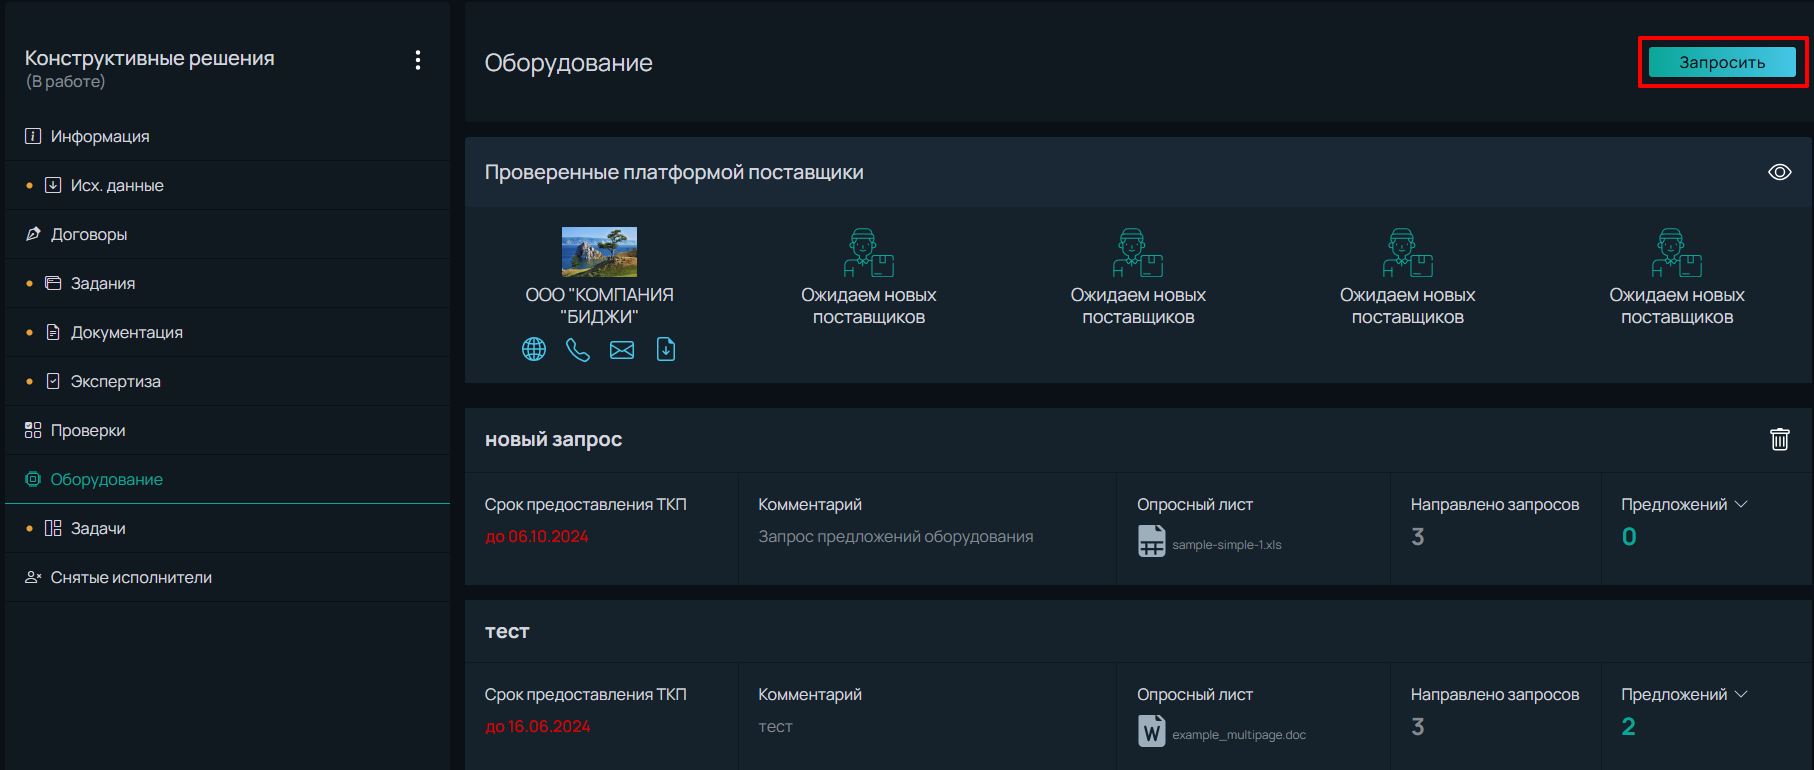 Конструктивные решения
(В работе)
Информация
Исх. данные
Договоры
Задания
Документация
Экспертиза
Проверки
Оборудование
Задачи
Снятые исполнители
Оборудование
Запросить
Проверенные платформой поставщики
ООО "КОМПАНИЯ
"БИДЖИ"
Ожидаем новых
поставщиков
Ожидаем новых
поставщиков
Ожидаем новых
поставщиков
Ожидаем новых
поставщиков
новый запрос
Срок предоставления ТКП
до 06.10.2024
Комментарий
Запрос предложений оборудования
Опросный лист
sample-simple-1.xls
Направлено запросов
3
Предложений
0
тест
Срок предоставления ТКП
до 16.06.2024
Комментарий
тест
Опросный лист
example_multipage.doc
Направлено запросов
3
Предложений
2